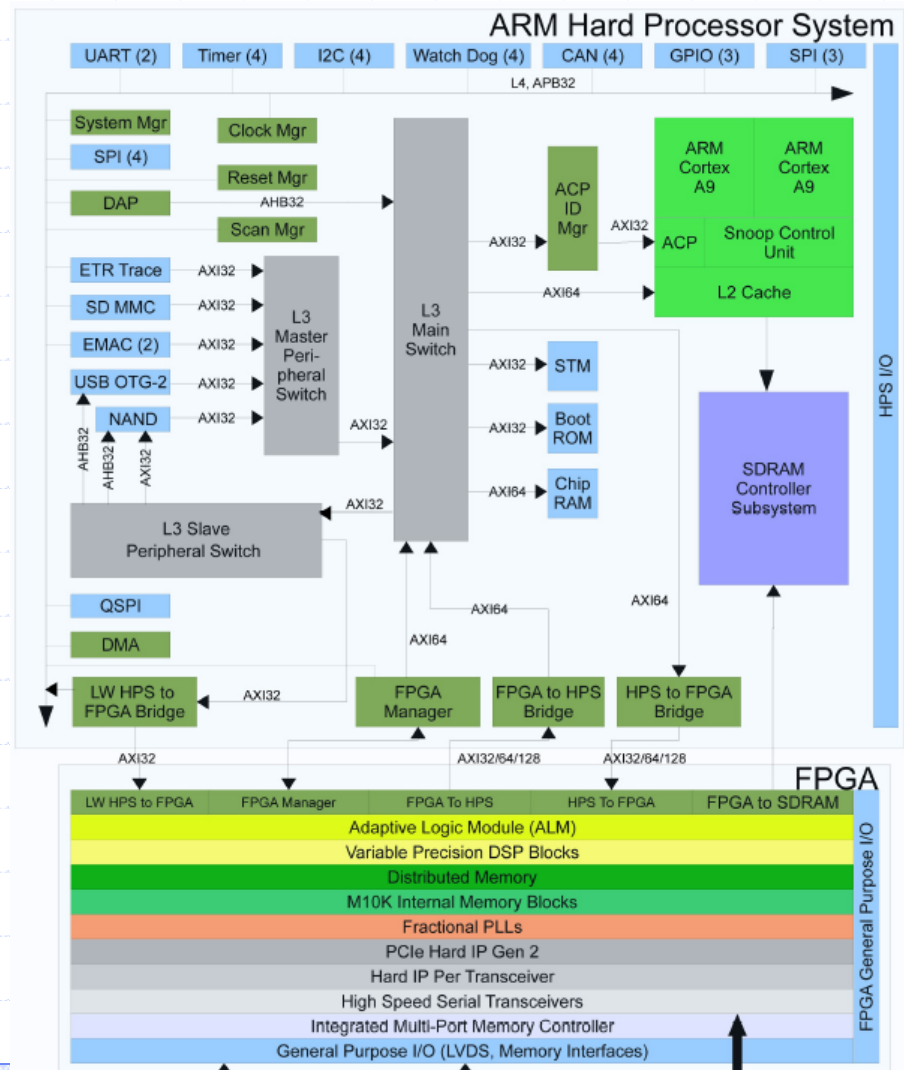 ARM Hard Processor System
UART (2)
Timer (4)
I2C (4)
Watch Dog (4)
CAN (4)
GPIO (3)
SPI (3)
L4, APB32
HPS I/O
System Mgr
Clock Mgr
SPI (4)
Reset Mgr
DAP
AHB32
Scan Mgr
ETR Trace
AXI32
SD MMC
AXI32
EMAC (2)
AXI32
USB OTG-2
AXI32
NAND
AXI32
L3
Master
Peri-
pheral
Switch
AXI32
L3
Main
Switch
AXI32
ACP
ID
Mgr
AXI32
ARM
Cortex
A9
ARM
Cortex
A9
ACP
Snoop Control
Unit
L2 Cache
AXI64
AXI32
STM
AXI32
Boot
ROM
AXI64
Chip
RAM
SDRAM
Controller
Subsystem
AHB32
AHB32
AXI32
AXI32
L3 Slave
Peripheral Switch
QSPI
DMA
AXI64
AXI64
AXI64
LW HPS to
FPGA Bridge
AXI32
FPGA
Manager
FPGA to HPS
Bridge
HPS to FPGA
Bridge
AXI32
AXI32/64/128
AXI32/64/128
FPGA
LW HPS to FPGA
FPGA Manager
FPGA To HPS
HPS To FPGA
FPGA to SDRAM
Adaptive Logic Module (ALM)
Variable Precision DSP Blocks
Distributed Memory
M10K Internal Memory Blocks
Fractional PLLs
PCIe Hard IP Gen 2
Hard IP Per Transceiver
High Speed Serial Transceivers
Integrated Multi-Port Memory Controller
General Purpose I/O (LVDS, Memory Interfaces)
FPGA General Purpose I/O